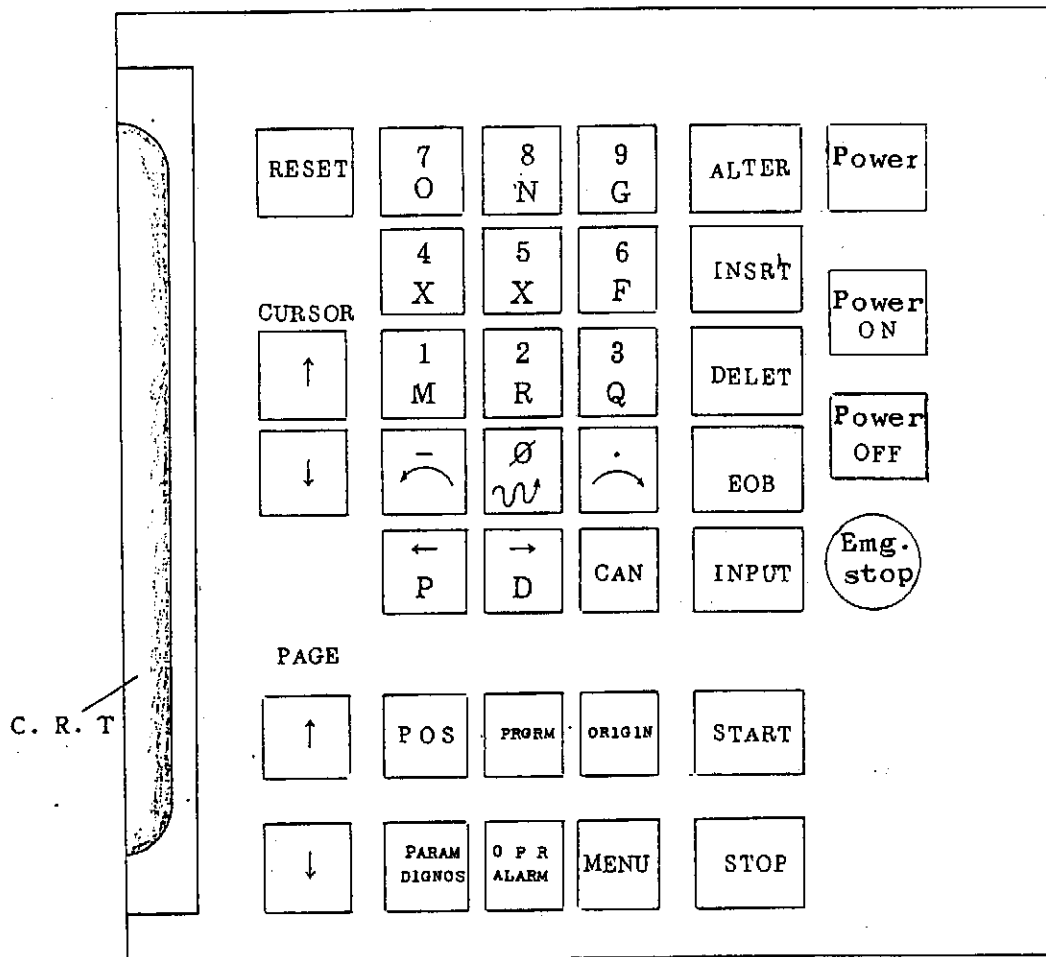 RESET 7 8 9 ALTER Power
O N G
4 5 6 INSRT
X X F
Power
ON
CURSOR
↑ 1 2 3 DELET
M R Q
Power
OFF
↓ - Ø . EOB
← → CAN INPUT
P D
Emg.
stop
PAGE
C. R. T
↑ POS PRGRM ORIGIN START
↓ PARAM OPR MENU STOP
DIGNOS ALARM